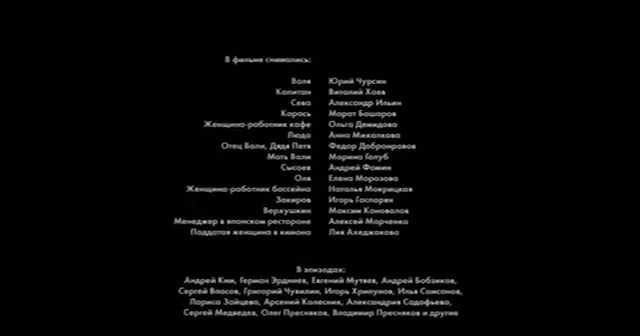 В фильме снимались:
Валя Юрий Чурсин
Капитан Виталий Хаев
Сева Александр Ильин
Карась Марат Башаров
Женщина-работник кафе Ольга Демидова
Люда Анна Михалкова
Отец Вали, Дядя Петя Федор Добронравов
Мать Вали Марина Голуб
Сысоев Андрей Фомин
Оля Елена Морозова
Женщина-работник бассейна Наталья Мокрицкая
Закиров Игорь Гаспарян
Верхушкин Максим Коновалов
Менеджер в японском ресторане Алексей Марченко
Поддатая женщина в кимоно Лия Ахеджакова
В эпизодах:
Андрей Ким, Герман Эрдниев, Евгений Мутяев, Андрей Бобзиков,
Сергей Власов, Григорий Чувилин, Игорь Хрипунов, Илья Самсонов,
Лариса Зайцева, Арсений Колесник, Александрия Садофьева,
Сергей Медведев, Олег Пресняков, Владимир Пресняков и другие